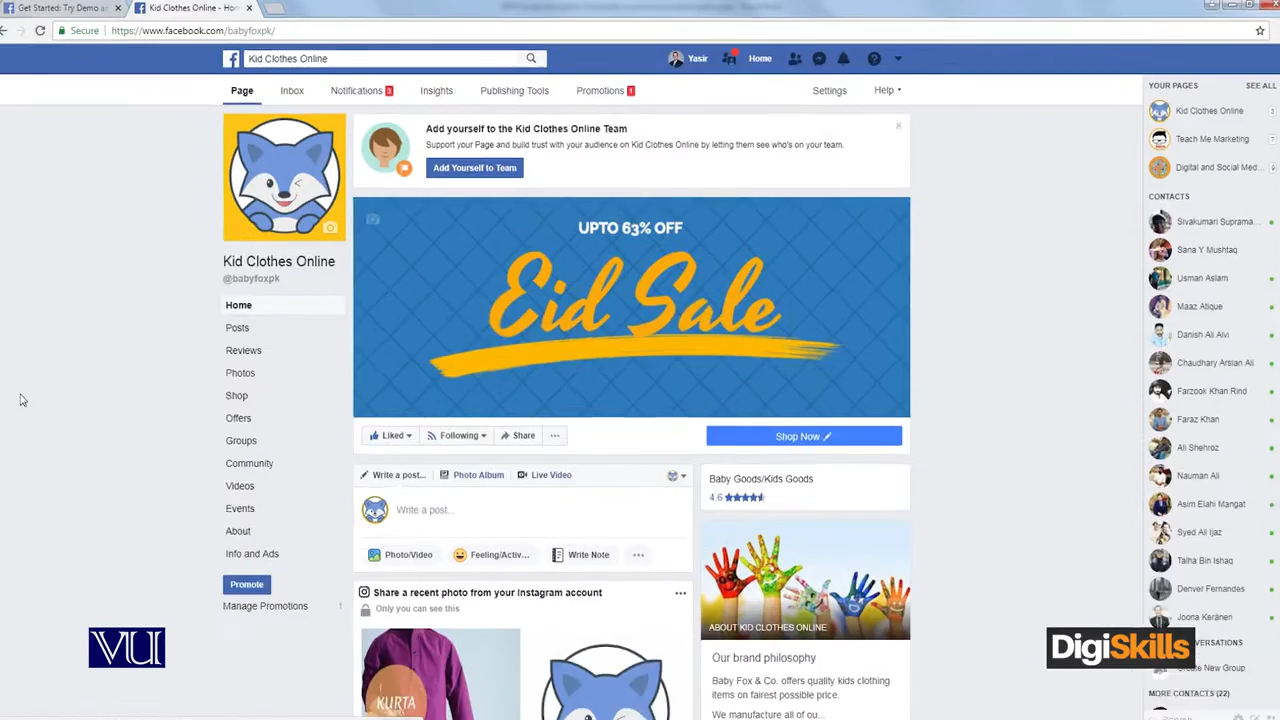 Get Started: Try Demo a
Kid Clothes Online - Ho
Secure
https://www.facebook.com/babyfoxpk/
Kid Clothes Online
Yasir
Home
Page
Inbox
Notifications 3
Insights
Publishing Tools
Promotions 1
Settings
Help
Add yourself to the Kid Clothes Online Team
Support your Page and build trust with your audience on Kid Clothes Online by letting them see who's on your team.
Add Yourself to Team
UPTO 63% OFF
Eid Sale
Kid Clothes Online
@babyfoxpk
Home
Posts
Reviews
Photos
Shop
Offers
Groups
Community
Videos
Events
About
Info and Ads
Promote
Manage Promotions 1
Liked
Following
Share
Shop Now
Write a post...
Photo Album
Live Video
Write a post...
Photo/Video
Feeling/Activ...
Write Note
Share a recent photo from your Instagram account
Only you can see this
KURTA
Baby Goods/Kids Goods
4.6
ABOUT KID CLOTHES ONLINE
Our brand philosophy
Baby Fox & Co. offers quality kids clothing
items on fairest possible price.
We manufacture all of ou...
YOUR PAGES
SEE ALL
Kid Clothes Online 3
Teach Me Marketing 7
Digital and Social Med... 9
CONTACTS
Sivakumari Suprama...
Sana Y Mushtaq
Usman Aslam
Maaz Atique
Danish Ali Alvi
Chaudhary Arslan Ali
Farzook Khan Rind
Faraz Khan
Ali Shehroz
Nauman Ali
Asim Elahi Mangat
Syed Ali Ijaz
Talha Bin Ishaq
Denver Fernandes
Joona Keränen
ONVERSATIONS
Create New Group
MORE CONTACTS (22)
VU
DigiSkills